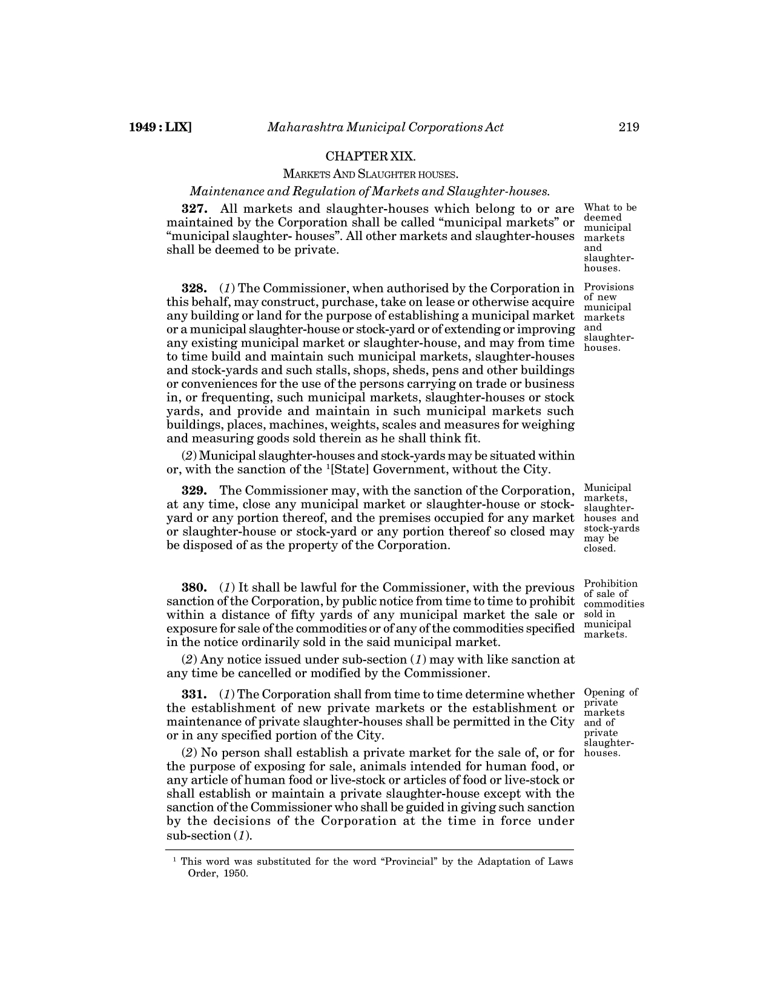 1949 : LIX] Maharashtra Municipal Corporations Act 219
CHAPTER XIX.
MARKETS AND SLAUGHTER HOUSES.
Maintenance and Regulation of Markets and Slaughter-houses.
327. All markets and slaughter-houses which belong to or are
maintained by the Corporation shall be called “municipal markets” or
“municipal slaughter- houses”. All other markets and slaughter-houses
shall be deemed to be private.
What to be
deemed
municipal
markets
and
slaughter-
houses.
328. (1) The Commissioner, when authorised by the Corporation in
this behalf, may construct, purchase, take on lease or otherwise acquire
any building or land for the purpose of establishing a municipal market
or a municipal slaughter-house or stock-yard or of extending or improving
any existing municipal market or slaughter-house, and may from time
to time build and maintain such municipal markets, slaughter-houses
and stock-yards and such stalls, shops, sheds, pens and other buildings
or conveniences for the use of the persons carrying on trade or business
in, or frequenting, such municipal markets, slaughter-houses or stock
yards, and provide and maintain in such municipal markets such
buildings, places, machines, weights, scales and measures for weighing
and measuring goods sold therein as he shall think fit.
Provisions
of new
municipal
markets
and
slaughter-
houses.
(2) Municipal slaughter-houses and stock-yards may be situated within
or, with the sanction of the ¹[State] Government, without the City.
329. The Commissioner may, with the sanction of the Corporation,
at any time, close any municipal market or slaughter-house or stock-
yard or any portion thereof, and the premises occupied for any market
or slaughter-house or stock-yard or any portion thereof so closed may
be disposed of as the property of the Corporation.
Municipal
markets,
slaughter-
houses and
stock-yards
may be
closed.
380. (1) It shall be lawful for the Commissioner, with the previous
sanction of the Corporation, by public notice from time to time to prohibit
within a distance of fifty yards of any municipal market the sale or
exposure for sale of the commodities or of any of the commodities specified
in the notice ordinarily sold in the said municipal market.
Prohibition
of sale of
commodities
sold in
municipal
markets.
(2) Any notice issued under sub-section (1) may with like sanction at
any time be cancelled or modified by the Commissioner.
331. (1) The Corporation shall from time to time determine whether
the establishment of new private markets or the establishment or
maintenance of private slaughter-houses shall be permitted in the City
or in any specified portion of the City.
Opening of
private
markets
and of
private
slaughter-
houses.
(2) No person shall establish a private market for the sale of, or for
the purpose of exposing for sale, animals intended for human food, or
any article of human food or live-stock or articles of food or live-stock or
shall establish or maintain a private slaughter-house except with the
sanction of the Commissioner who shall be guided in giving such sanction
by the decisions of the Corporation at the time in force under
sub-section (1).
¹ This word was substituted for the word “Provincial” by the Adaptation of Laws
Order, 1950.